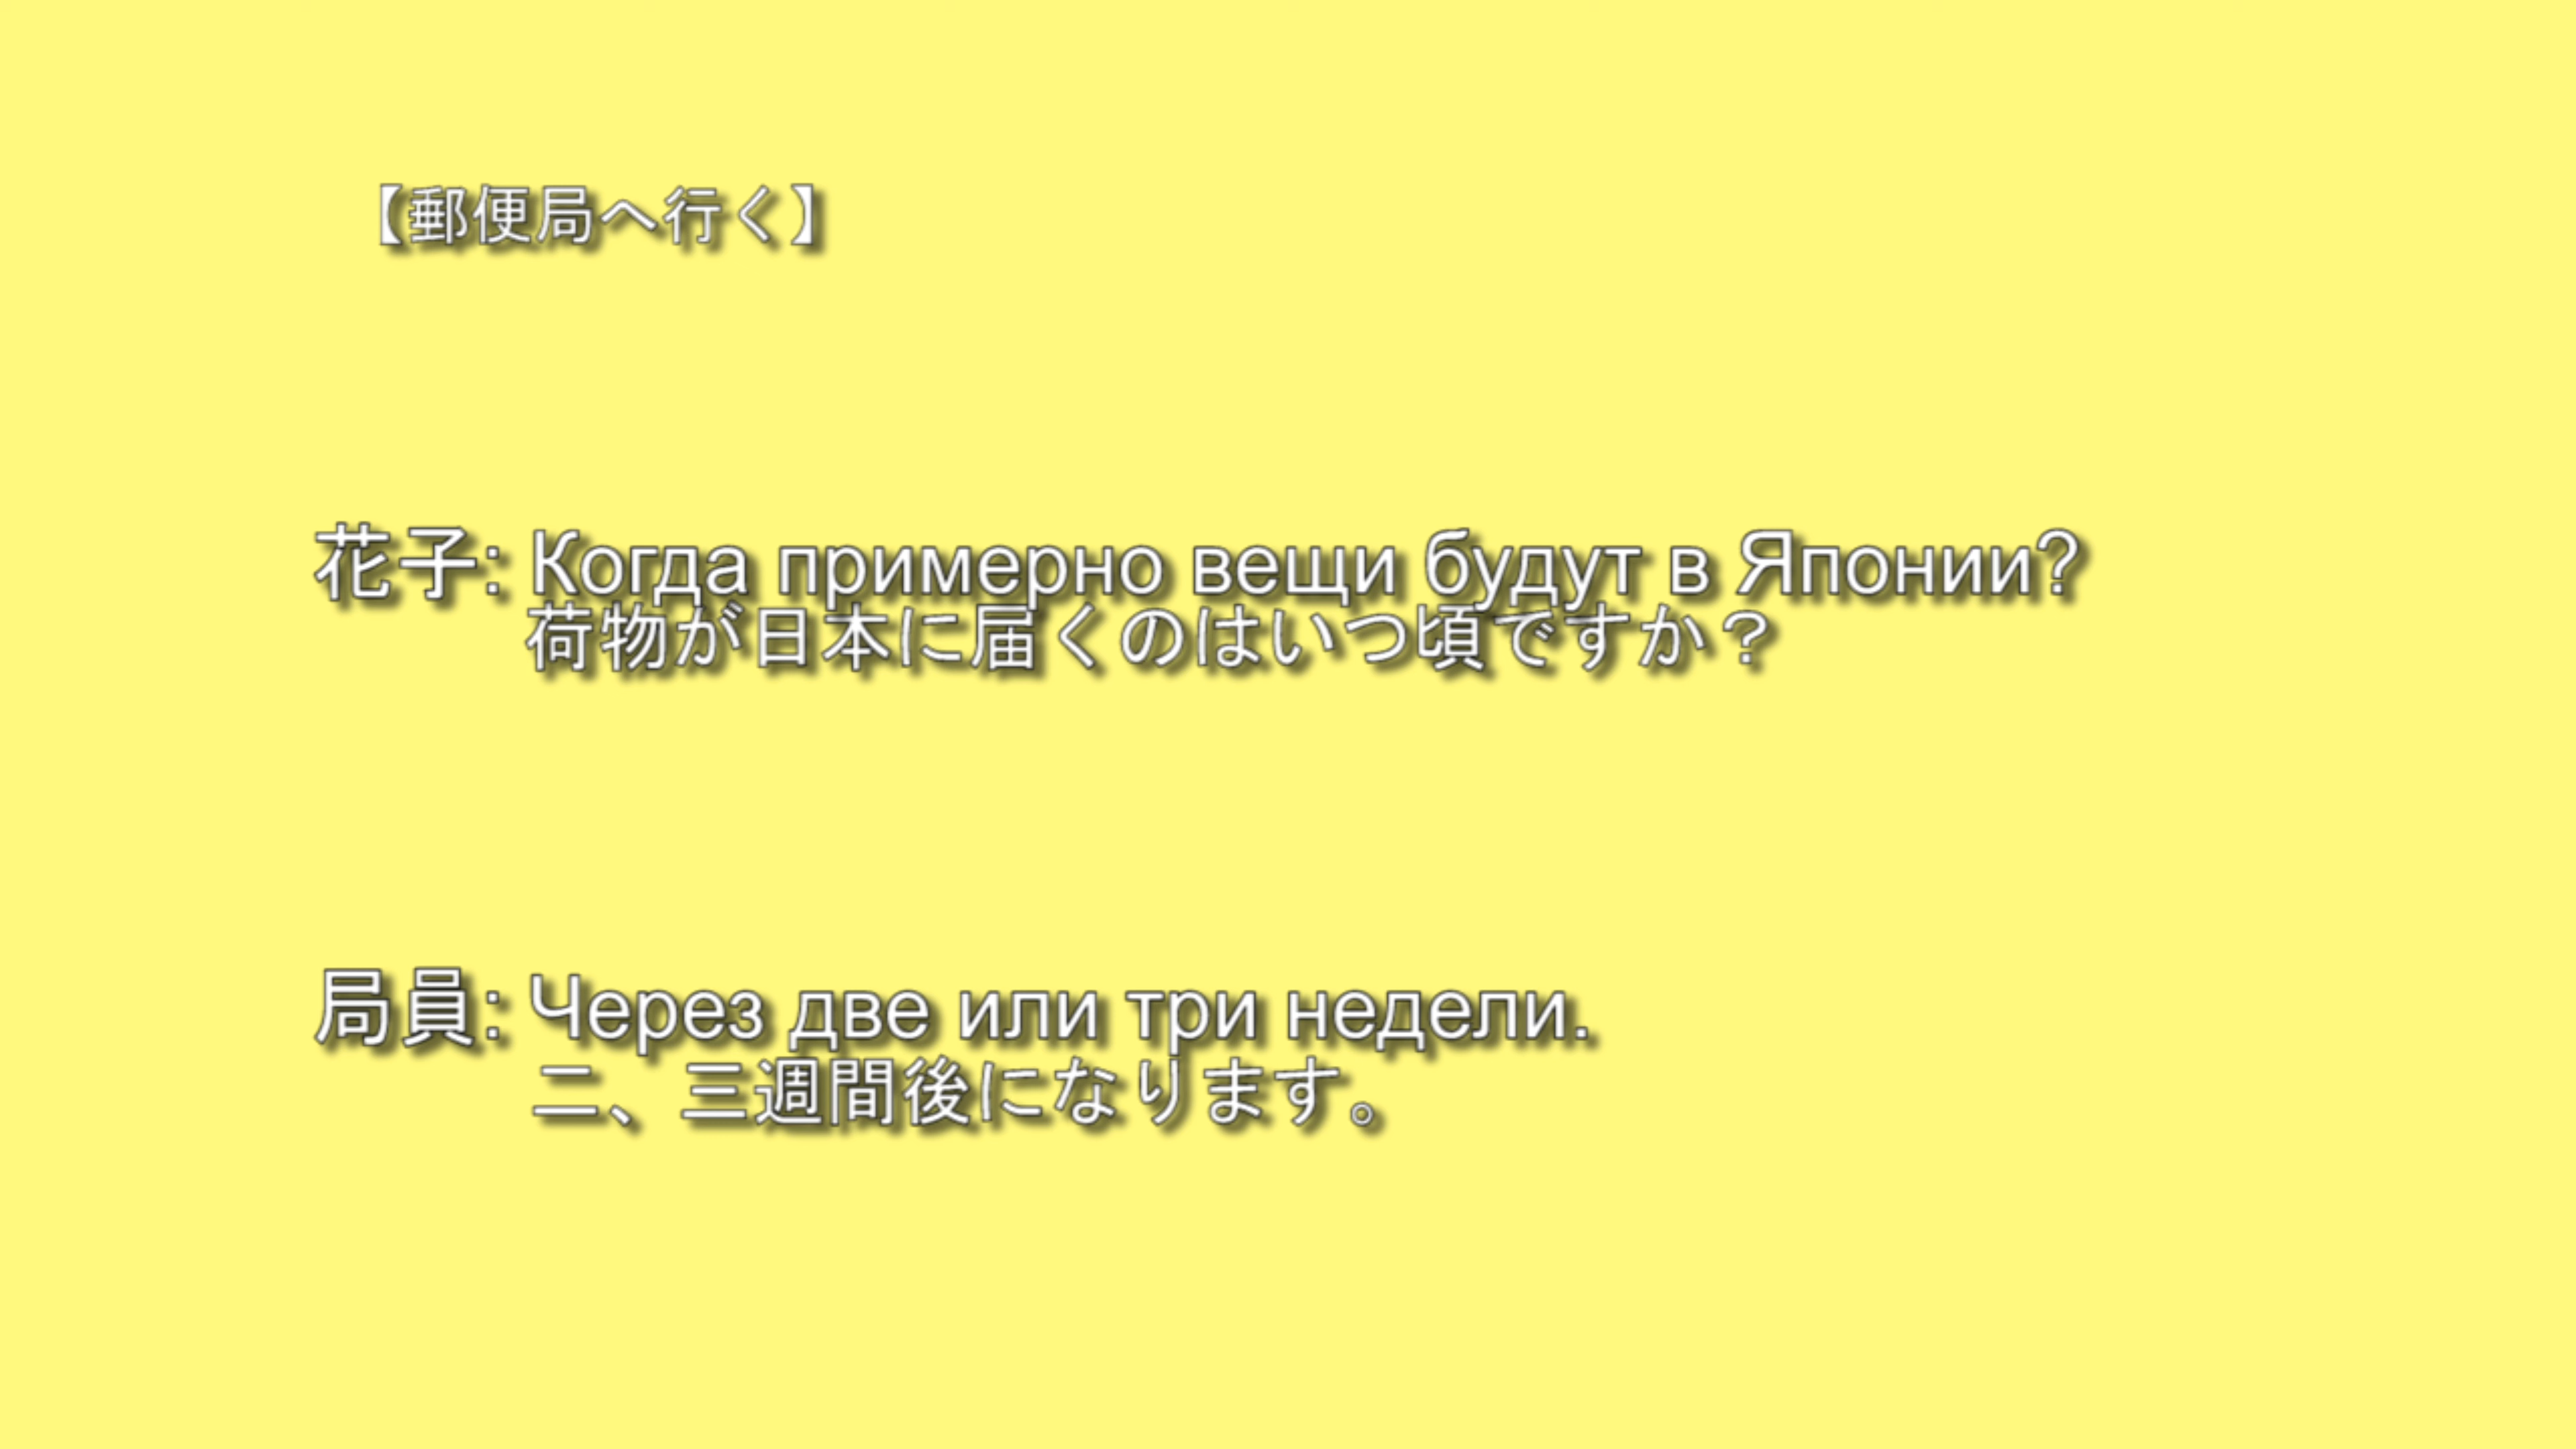 【郵便局へ行く】
花子: Когда примерно вещи будут в Японии?
荷物が日本に届くのはいつ頃ですか？
局員: Через две или три недели.
二、三週間後になります。